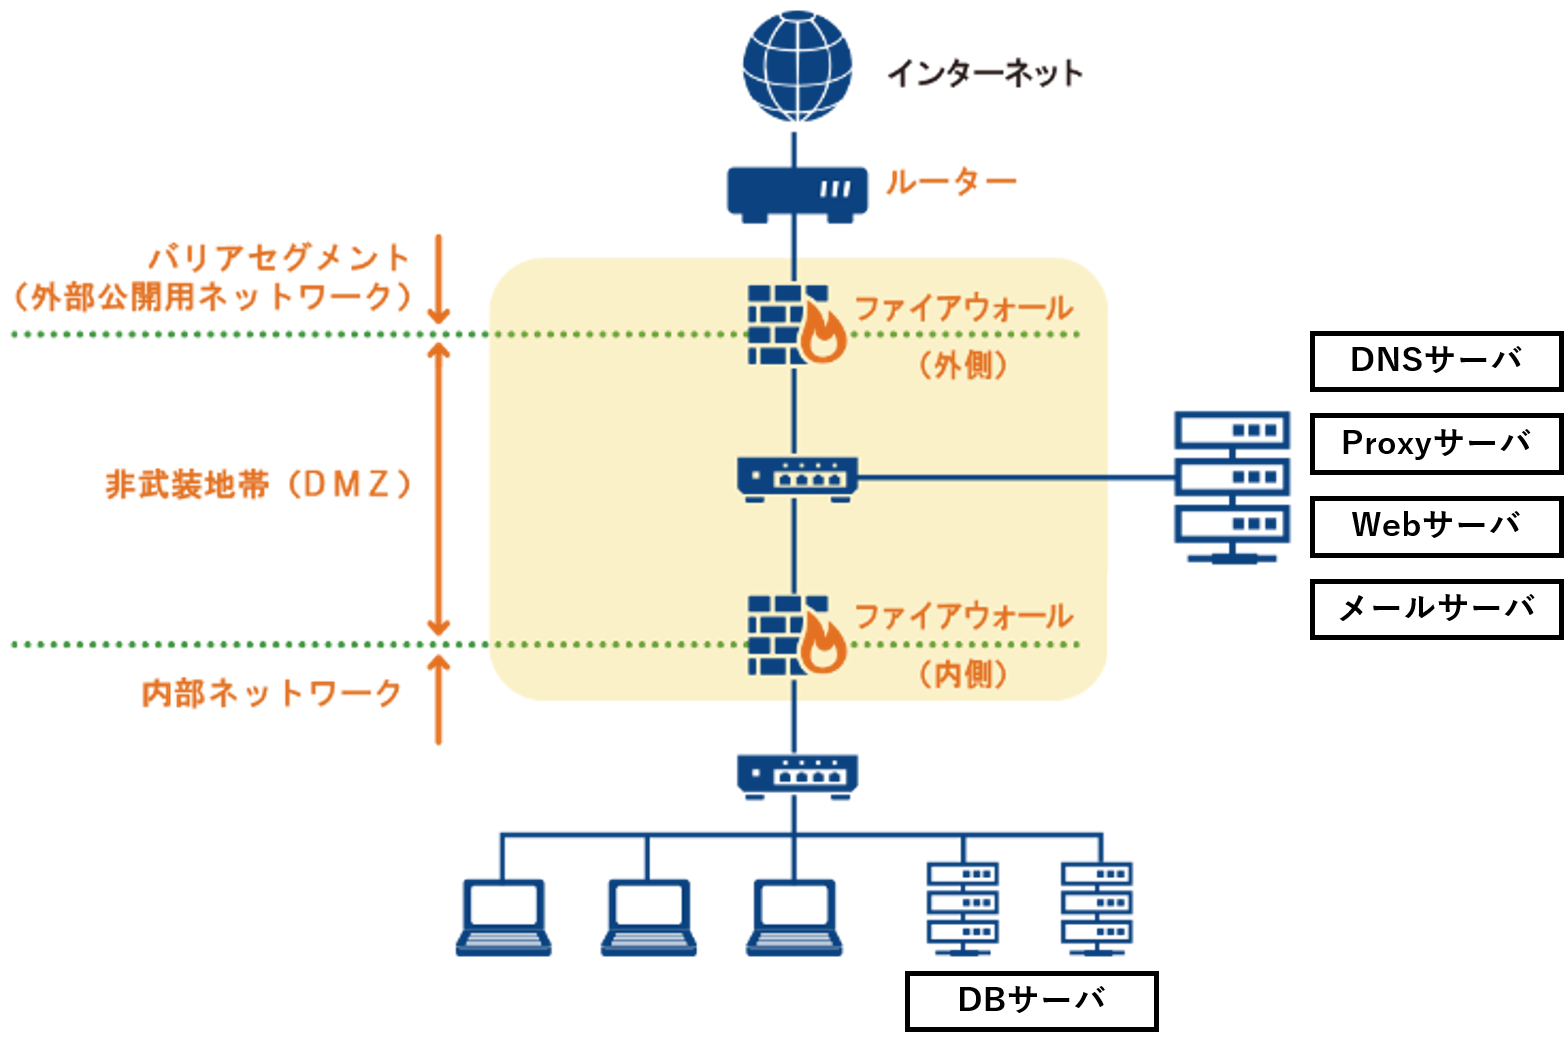 インターネット
ルーター
バリアセグメント
（外部公開用ネットワーク）
ファイアウォール
（外側）
DNSサーバ
Proxyサーバ
Webサーバ
メールサーバ
非武装地帯（ＤＭＺ）
ファイアウォール
（内側）
内部ネットワーク
DBサーバ